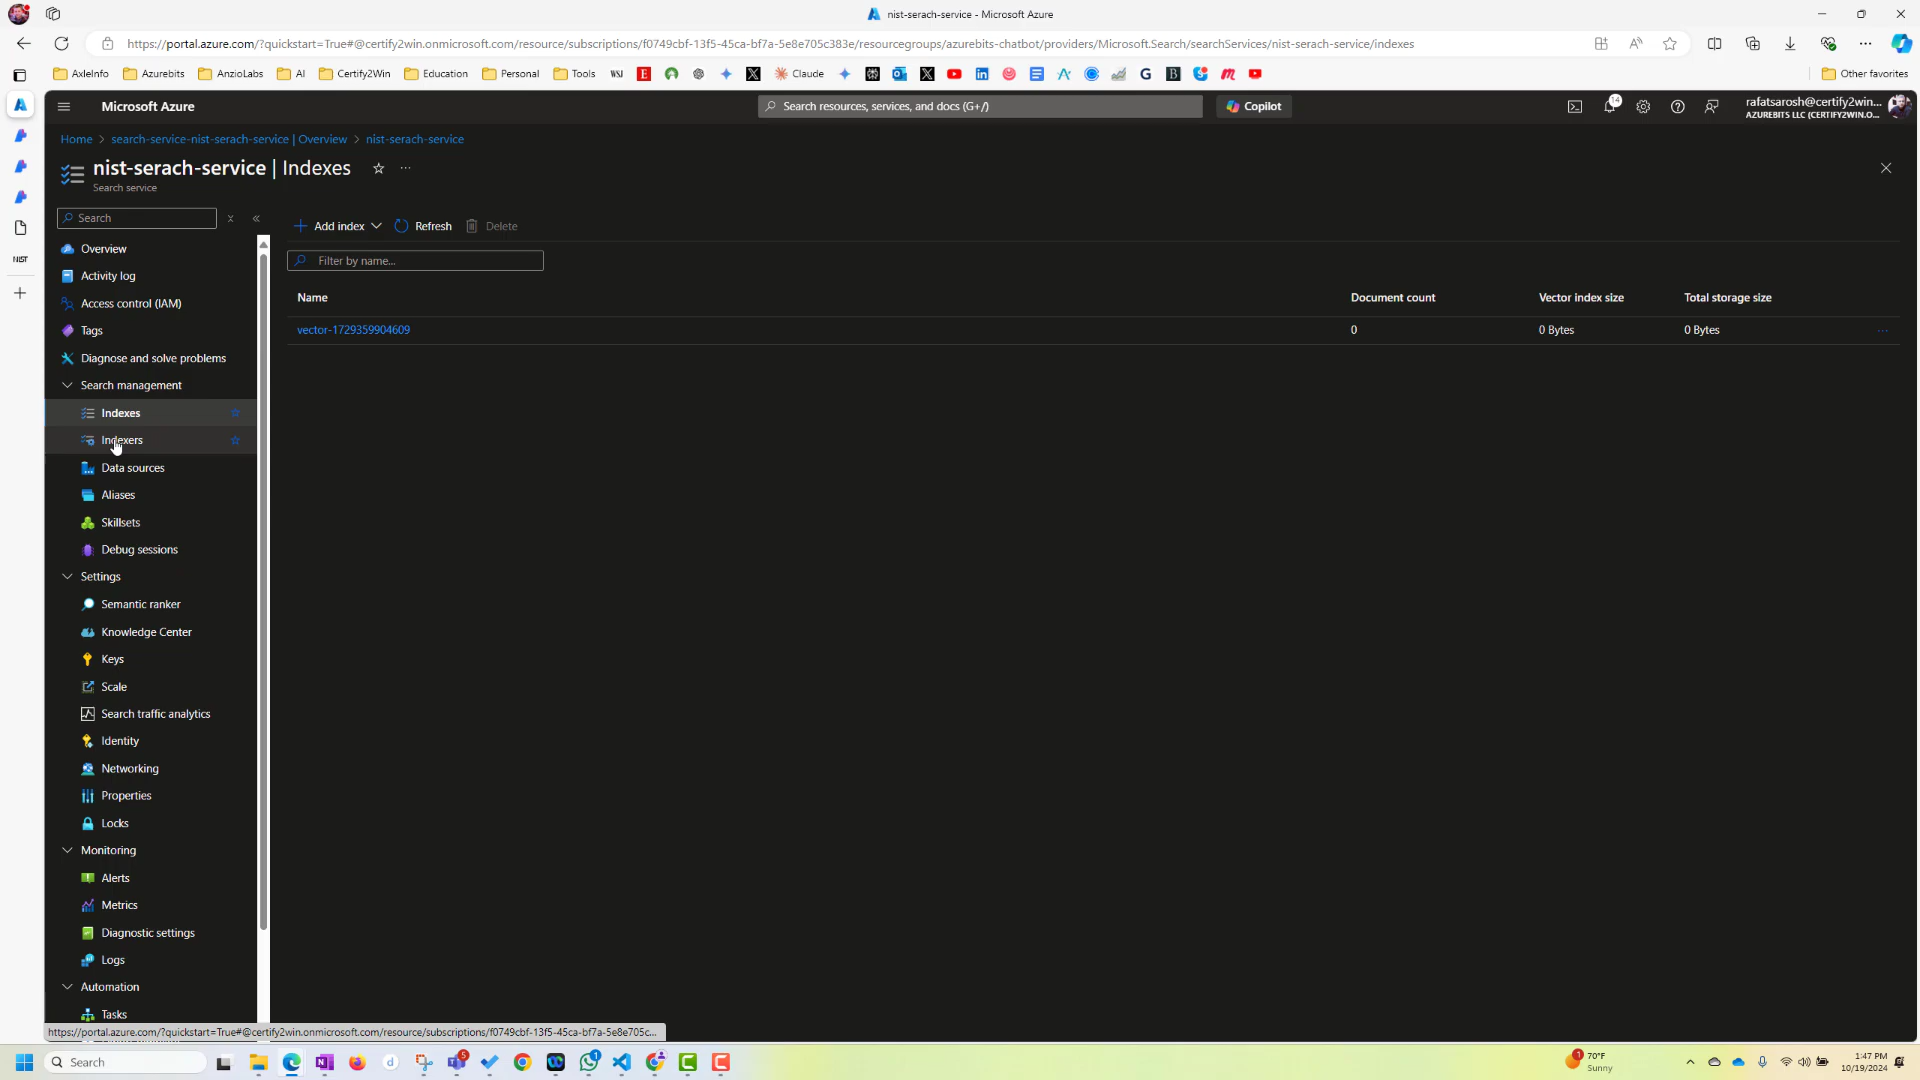 nist-serach-service - Microsoft Azure
https://portal.azure.com/?quickstart=True#@certify2win.onmicrosoft.com/resource/subscriptions/f0749cbf-13f5-45ca-bf7a-5e8e705c383e/resourcegroups/azurebits-chatbot/providers/Microsoft.Search/searchServices/nist-serach-service/indexes
AxleInfo Azurebits AnzioLabs AI Certify2Win Education Personal Tools WSJ Claude Other favorites
Microsoft Azure
Search resources, services, and docs (G+/)
Copilot
14
rafatsarosh@certify2win...
AZUREBITS LLC (CERTIFY2WIN.O...
Home > search-service-nist-serach-service | Overview > nist-serach-service
nist-serach-service | Indexes
Search service
Search
Add index
Refresh
Delete
Filter by name...
Name Document count Vector index size Total storage size
vector-1729359904609 0 0 Bytes 0 Bytes
Overview
Activity log
Access control (IAM)
Tags
Diagnose and solve problems
Search management
Indexes
Indexers
Data sources
Aliases
Skillsets
Debug sessions
Settings
Semantic ranker
Knowledge Center
Keys
Scale
Search traffic analytics
Identity
Networking
Properties
Locks
Monitoring
Alerts
Metrics
Diagnostic settings
Logs
Automation
Tasks
NIST
https://portal.azure.com/?quickstart=True#@certify2win.onmicrosoft.com/resource/subscriptions/f0749cbf-13f5-45ca-bf7a-5e8e705c...
Search
5
1
1
70°F
Sunny
1:47 PM
10/19/2024